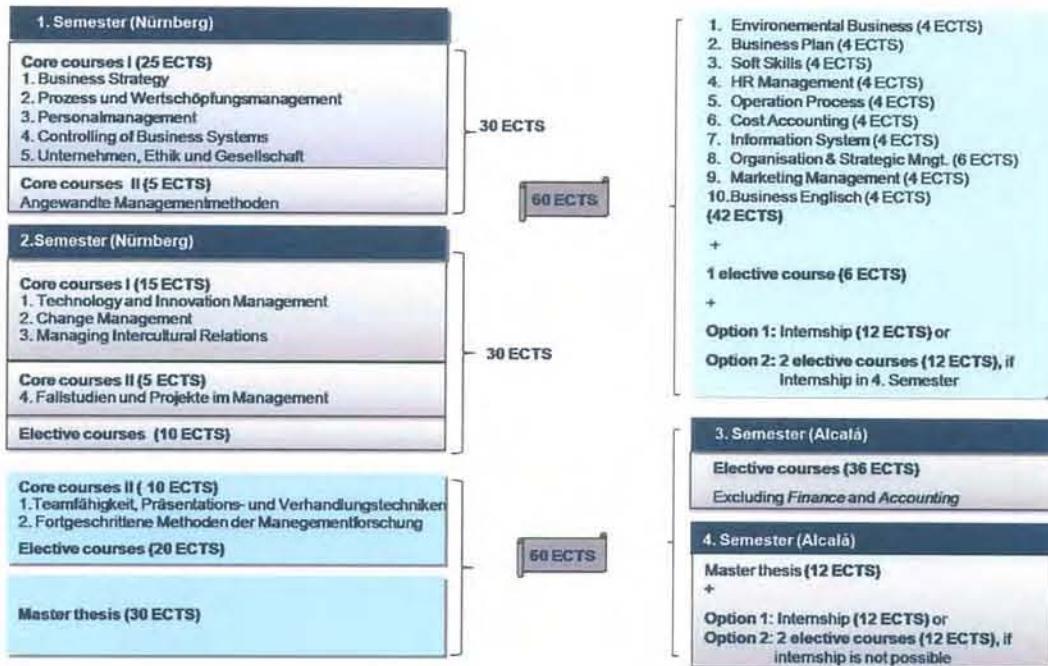 1. Semester (Nürnberg)
Core courses I (25 ECTS)
1. Business Strategy
2. Prozess und Wertschöpfungsmanagement
3. Personalmanagement
4. Controlling of Business Systems
5. Unternehmen, Ethik und Gesellschaft
Core courses II (5 ECTS)
Angewandte Managementmethoden
30 ECTS
2.Semester (Nürnberg)
Core courses I (15 ECTS)
1. Technology and Innovation Management
2. Change Management
3. Managing Intercultural Relations
Core courses II (5 ECTS)
4. Fallstudien und Projekte im Management
Elective courses (10 ECTS)
30 ECTS
60 ECTS
1. Environemental Business (4 ECTS)
2. Business Plan (4 ECTS)
3. Soft Skills (4 ECTS)
4. HR Management (4 ECTS)
5. Operation Process (4 ECTS)
6. Cost Accounting (4 ECTS)
7. Information System (4 ECTS)
8. Organisation & Strategic Mngt. (6 ECTS)
9. Marketing Management (4 ECTS)
10.Business Englisch (4 ECTS)
(42 ECTS)
+
1 elective course (6 ECTS)
+
Option 1: Internship (12 ECTS) or
Option 2: 2 elective courses (12 ECTS), if
Internship in 4. Semester
Core courses II ( 10 ECTS)
1.Teamfähigkeit, Präsentations- und Verhandlungstechniken
2. Fortgeschrittene Methoden der Manegementforschung
Elective courses (20 ECTS)
Master thesis (30 ECTS)
60 ECTS
3. Semester (Alcalá)
Elective courses (36 ECTS)
Excluding Finance and Accounting
4. Semester (Alcalá)
Master thesis (12 ECTS)
+
Option 1: Internship (12 ECTS) or
Option 2: 2 elective courses (12 ECTS), if
internship is not possible